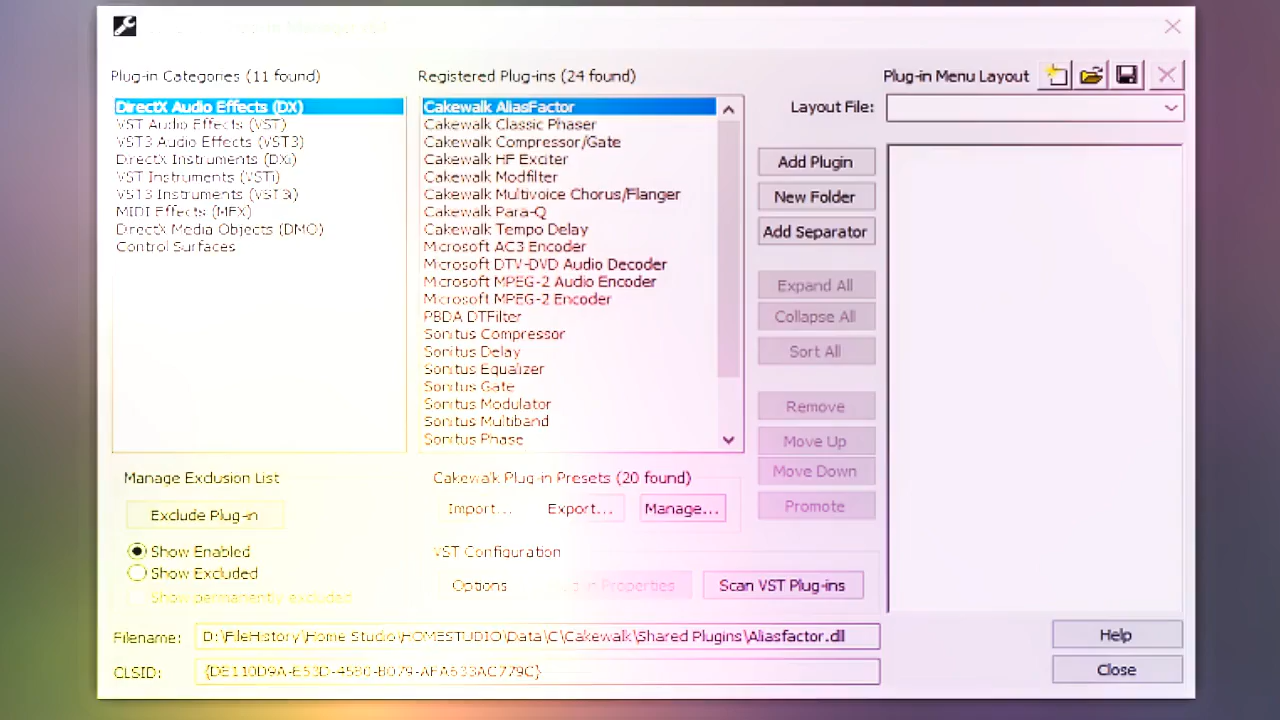 Plug-in Categories (11 found)
DirectX Audio Effects (DX)
VST Audio Effects (VST)
VST3 Audio Effects (VST3)
DirectX Instruments (DXi)
VST Instruments (VSTi)
VST3 Instruments (VST3i)
MIDI Effects (MFX)
DirectX Media Objects (DMO)
Control Surfaces
Registered Plug-ins (24 found)
Cakewalk AliasFactor
Cakewalk Classic Phaser
Cakewalk Compressor/Gate
Cakewalk HF Exciter
Cakewalk Modfilter
Cakewalk Multivoice Chorus/Flanger
Cakewalk Para-Q
Cakewalk Tempo Delay
Microsoft AC3 Encoder
Microsoft DTV-DVD Audio Decoder
Microsoft MPEG-2 Audio Encoder
Microsoft MPEG-2 Encoder
PBDA DTFilter
Sonitus Compressor
Sonitus Delay
Sonitus Equalizer
Sonitus Gate
Sonitus Modulator
Sonitus Multiband
Sonitus Phase
Plug-in Menu Layout
Layout File:
Add Plugin
New Folder
Add Separator
Expand All
Collapse All
Sort All
Remove
Move Up
Move Down
Promote
Manage Exclusion List
Exclude Plug-in
Show Enabled
Show Excluded
Show permanently excluded
Cakewalk Plug-in Presets (20 found)
Import...
Export...
Manage...
VST Configuration
Options
Properties
Scan VST Plug-ins
Filename:
D:\FileHistory\Home Studio\HOMESTUDIO\Data\C\Cakewalk\Shared Plugins\Aliasfactor.dll
CLSID:
Help
Close